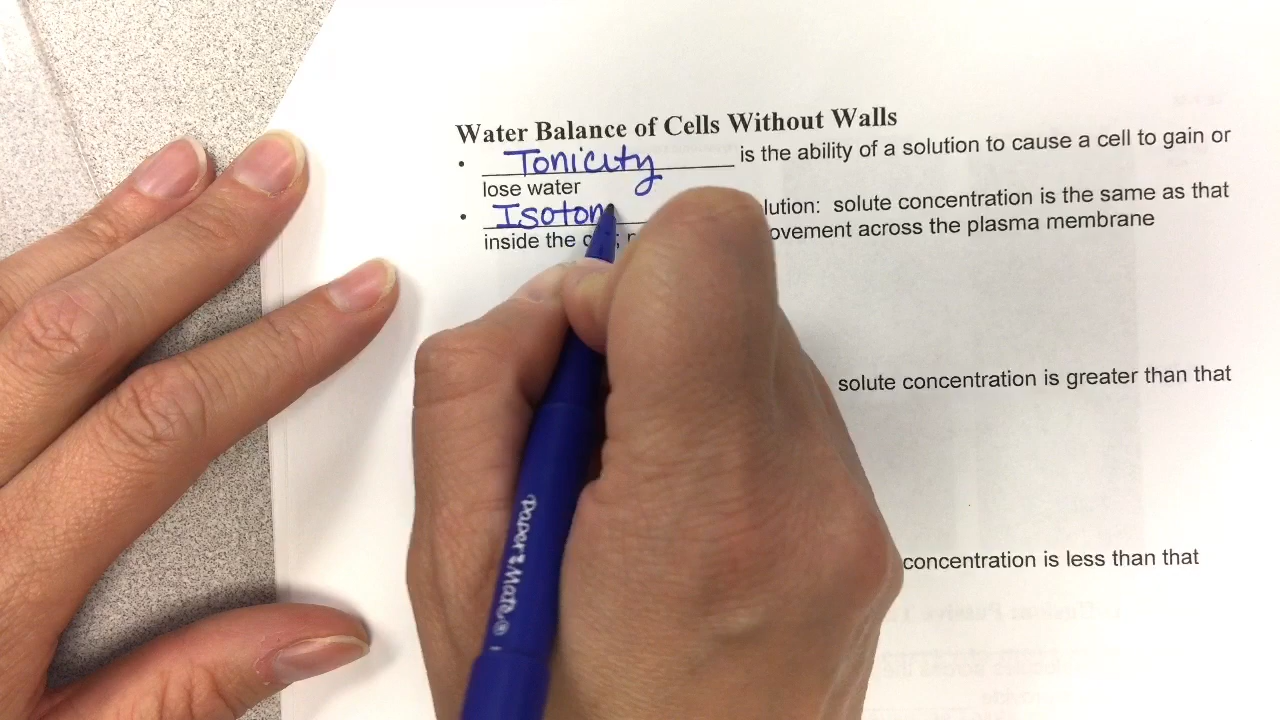 Water Balance of Cells Without Walls
• Tonicity is the ability of a solution to cause a cell to gain or
lose water
• Isoton lution: solute concentration is the same as that
inside the ovement across the plasma membrane
solute concentration is greater than that
concentration is less than that
Paper Mate